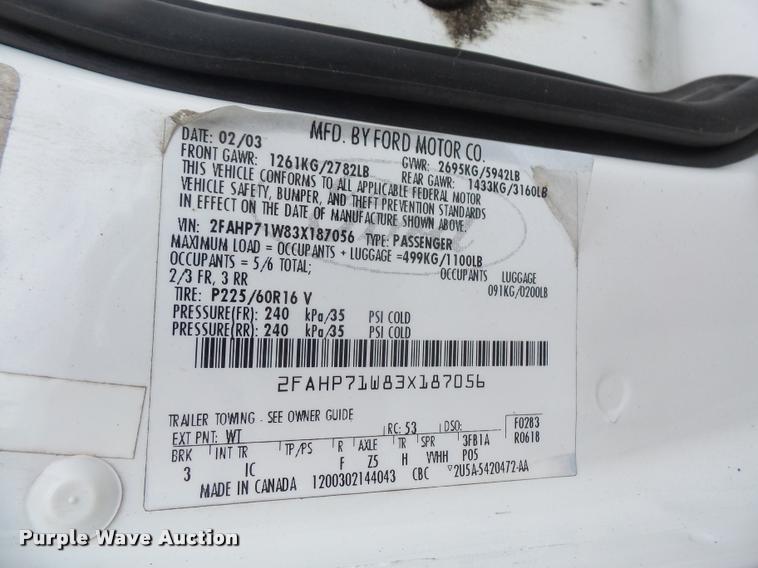 DATE: 02/03 MFD. BY FORD MOTOR CO.
FRONT GAWR: 1261KG/2782LB GVWR: 2695KG/5942LB
REAR GAWR: 1433KG/3160LB
THIS VEHICLE CONFORMS TO ALL APPLICABLE FEDERAL MOTOR
VEHICLE SAFETY, BUMPER, AND THEFT PREVENTION STANDARDS
IN EFFECT ON THE DATE OF MANUFACTURE SHOWN ABOVE.
VIN: 2FAHP71W83X187056 TYPE: PASSENGER
MAXIMUM LOAD = OCCUPANTS + LUGGAGE =499KG/1100LB
OCCUPANTS = 5/6 TOTAL; OCCUPANTS LUGGAGE
2/3 FR, 3 RR 091KG/0200LB
TIRE: P225/60R16 V
PRESSURE(FR): 240 kPa/35 PSI COLD
PRESSURE(RR): 240 kPa/35 PSI COLD
2FAHP71W83X187056
TRAILER TOWING - SEE OWNER GUIDE
EXT PNT: WT RC: 53 DSO: F0283
BRK INT TR TP/PS R AXLE TR SPR 3FB1A R0618
3 IC F Z5 H VVHH P05
MADE IN CANADA 1200302144043 CBC 2U5A-5420472-AA
Purple Wave Auction